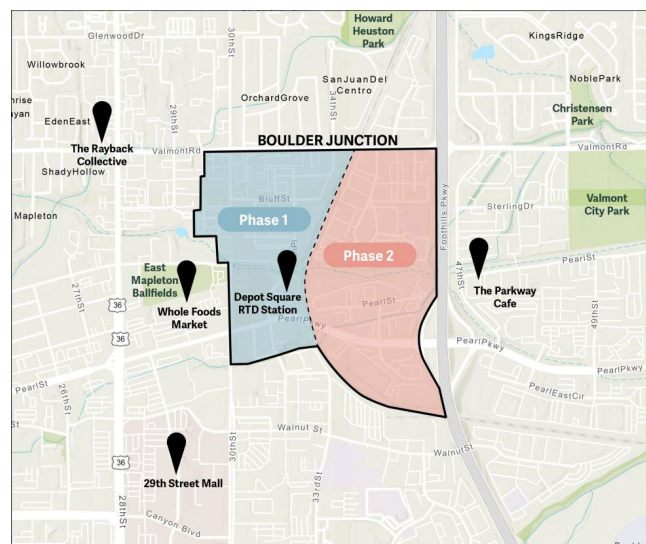 Howard
Heuston
Park
GlenwoodDr
30thSt
KingsRidge
Willowbrook
SanJuanDel
Centro
NoblePark
OrchardGrove
34thSt
29thSt
Christensen
Park
EdenEast
The Rayback
Collective
BOULDER JUNCTION
ValmontRd
ValmontRd
ShadyHollow
BluffSt
Valmont
City Park
Mapleton
SterlingDr
Phase 1
Foothills Pkwy
Phase 2
PearlSt
47thSt
East
Mapleton
Ballfields
27thSt
Depot Square
RTD Station
The Parkway
Cafe
36
Whole Foods
Market
PearlSt
49thSt
PearlPkwy
36
PearlPkwy
PearlSt
26thSt
PearlEastCir
Walnut St
WalnutSt
30thSt
36
29th Street Mall
33rdSt
28thSt
Canyon Blvd